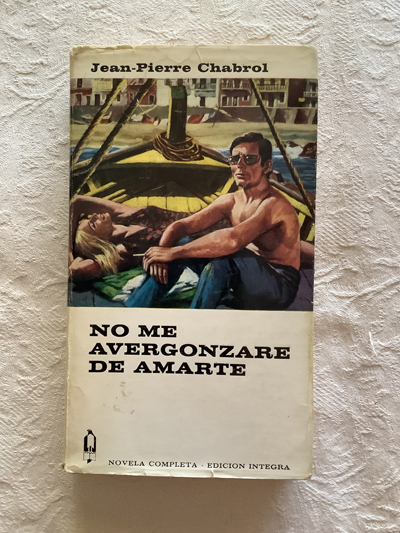 Jean-Pierre Chabrol
NO ME
AVERGONZARE
DE AMARTE
NOVELA COMPLETA - EDICION INTEGRA